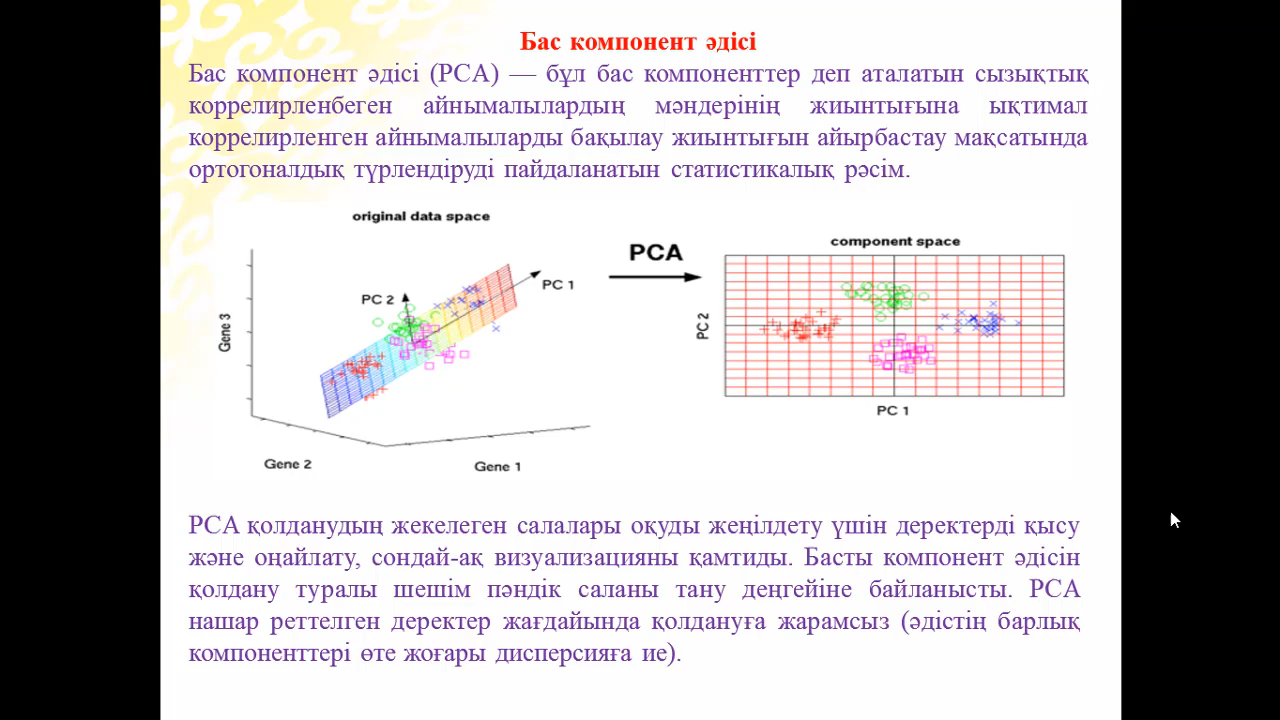 Бас компонент әдісі
Бас компонент әдісі (PCA) — бұл бас компоненттер деп аталатын сызықтық
коррелирленбеген айнымалылардың мәндерінің жиынтығына ықтимал
коррелирленген айнымалыларды бақылау жиынтығын айырбастау мақсатында
ортогоналдық түрлендіруді пайдаланатын статистикалық рәсім.
original data space
PCA
component space
PC 1
PC 2
Gene 3
PC 2
PC 1
Gene 2
Gene 1
PCA қолданудың жекелеген салалары оқуды жеңілдету үшін деректерді қысу
және оңайлату, сондай-ақ визуализацияны қамтиды. Басты компонент әдісін
қолдану туралы шешім пәндік саланы тану деңгейіне байланысты. PCA
нашар реттелген деректер жағдайында қолдануға жарамсыз (әдістің барлық
компоненттері өте жоғары дисперсияға ие).